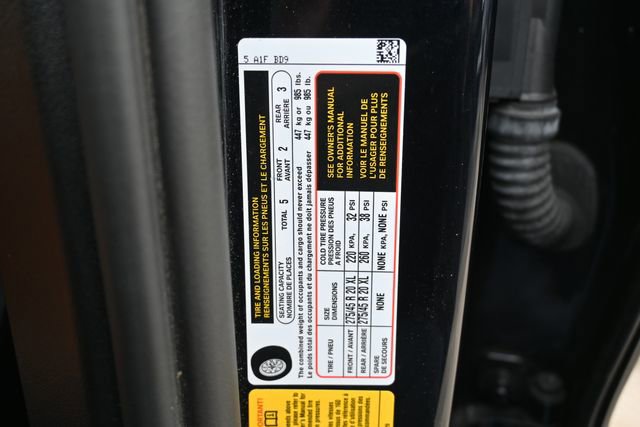 5 A1F BD9
TIRE AND LOADING INFORMATION
RENSEIGNEMENTS SUR LES PNEUS ET LE CHARGEMENT
SEATING CAPACITY
NOMBRE DE PLACES
TOTAL 5
FRONT
AVANT 2
REAR
ARRIÈRE 3
The combined weight of occupants and cargo should never exceed 447 kg or 985 lbs.
Le poids total des occupants et du chargement ne doit jamais dépasser 447 kg ou 985 lb.
TIRE / PNEU
SIZE
DIMENSIONS
COLD TIRE PRESSURE
PRESSION DES PNEUS
A FROID
FRONT / AVANT 275/45 R 20 XL 220 KPA, 32 PSI
REAR / ARRIÈRE 275/45 R 20 XL 260 KPA, 38 PSI
SPARE
DE SECOURS NONE NONE KPA, NONE PSI
SEE OWNER'S MANUAL
FOR ADDITIONAL
INFORMATION
VOIR LE MANUEL DE
L'USAGER POUR PLUS
DE RENSEIGNEMENTS